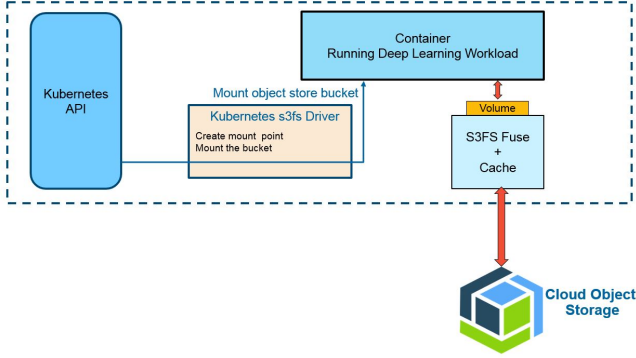 Container
Running Deep Learning Workload
Kubernetes
API
Mount object store bucket
Volume
Kubernetes s3fs Driver
Create mount point
Mount the bucket
S3FS Fuse
+
Cache
Cloud Object
Storage